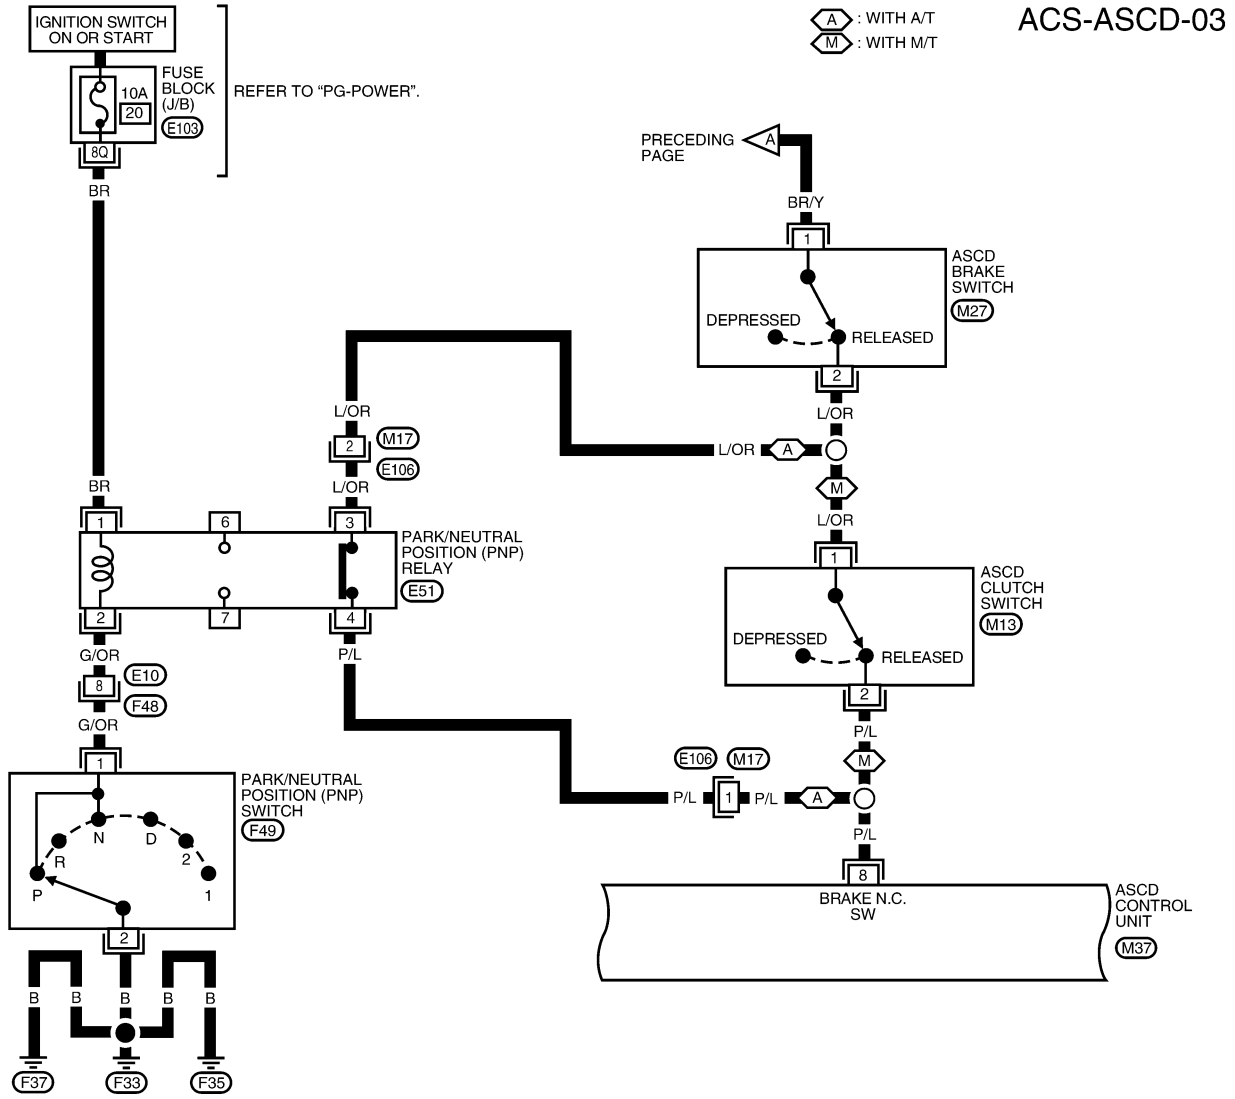 IGNITION SWITCH
ON OR START
FUSE
BLOCK
(J/B)
10A
20
E103
8Q
REFER TO “PG-POWER”.
A : WITH A/T
M : WITH M/T
ACS-ASCD-03
PRECEDING
PAGE
A
BR
BR/Y
1
ASCD
BRAKE
SWITCH
M27
DEPRESSED
RELEASED
2
L/OR
L/OR
2
M17
E106
L/OR
L/OR
A
M
L/OR
BR
1
6
3
PARK/NEUTRAL
POSITION (PNP)
RELAY
E51
2
7
4
1
ASCD
CLUTCH
SWITCH
M13
DEPRESSED
RELEASED
2
G/OR
P/L
8
E10
F48
G/OR
P/L
M
1
PARK/NEUTRAL
POSITION (PNP)
SWITCH
F49
N
D
R
2
P
1
2
E106
M17
P/L
1
P/L
A
P/L
8
BRAKE N.C.
SW
ASCD
CONTROL
UNIT
M37
B
B
B
B
B
F37
F33
F35